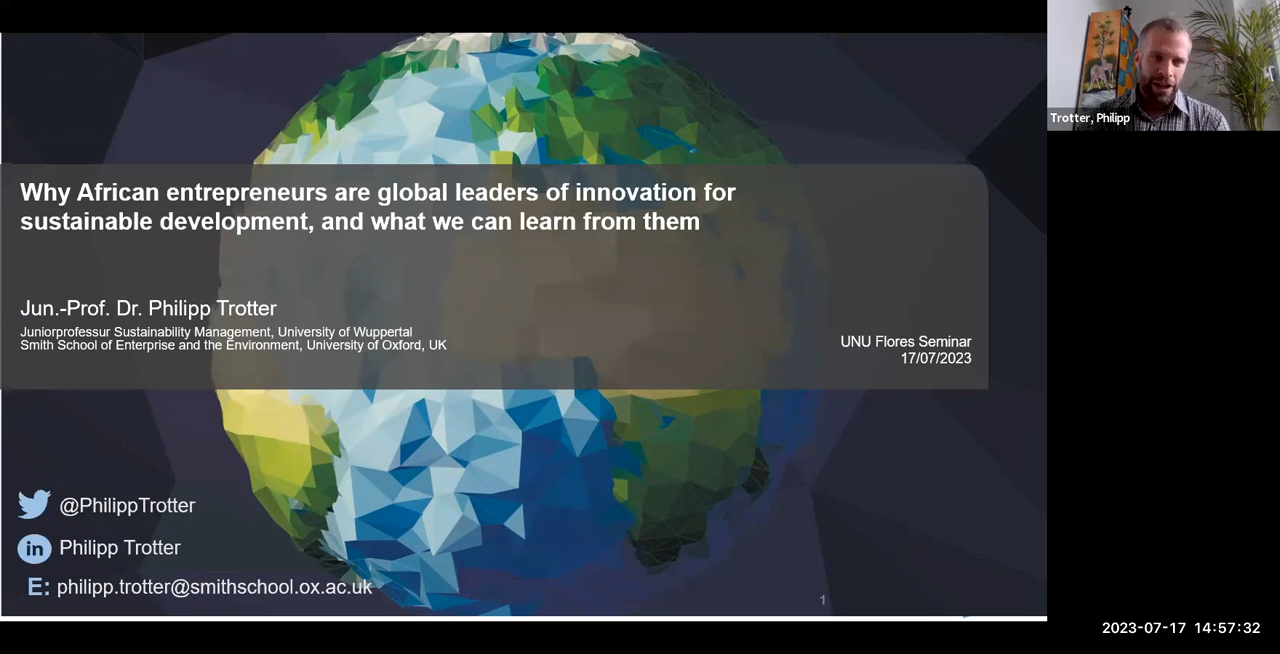 Why African entrepreneurs are global leaders of innovation for
sustainable development, and what we can learn from them
Jun.-Prof. Dr. Philipp Trotter
Juniorprofessur Sustainability Management, University of Wuppertal
Smith School of Enterprise and the Environment, University of Oxford, UK
UNU Flores Seminar
17/07/2023
@PhilippTrotter
in Philipp Trotter
E: philipp.trotter@smithschool.ox.ac.uk
1
Trotter, Philipp
2023-07-17 14:57:32